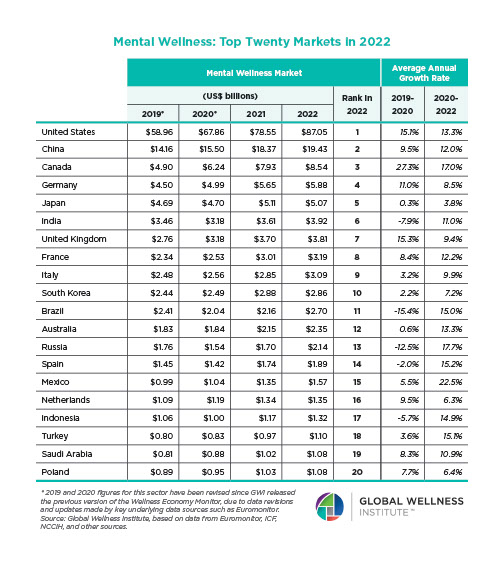 Mental Wellness: Top Twenty Markets in 2022
Mental Wellness Market
Average Annual
Growth Rate
(US$ billions)
Rank in
2022
2019-
2020
2020-
2022
2019* 2020* 2021 2022
United States $58.96 $67.86 $78.55 $87.05 1 15.1% 13.3%
China $14.16 $15.50 $18.37 $19.43 2 9.5% 12.0%
Canada $4.90 $6.24 $7.93 $8.54 3 27.3% 17.0%
Germany $4.50 $4.99 $5.65 $5.88 4 11.0% 8.5%
Japan $4.69 $4.70 $5.11 $5.07 5 0.3% 3.8%
India $3.46 $3.18 $3.61 $3.92 6 -7.9% 11.0%
United Kingdom $2.76 $3.18 $3.70 $3.81 7 15.3% 9.4%
France $2.34 $2.53 $3.01 $3.19 8 8.4% 12.2%
Italy $2.48 $2.56 $2.85 $3.09 9 3.2% 9.9%
South Korea $2.44 $2.49 $2.88 $2.86 10 2.2% 7.2%
Brazil $2.41 $2.04 $2.16 $2.70 11 -15.4% 15.0%
Australia $1.83 $1.84 $2.15 $2.35 12 0.6% 13.3%
Russia $1.76 $1.54 $1.70 $2.14 13 -12.5% 17.7%
Spain $1.45 $1.42 $1.74 $1.89 14 -2.0% 15.2%
Mexico $0.99 $1.04 $1.35 $1.57 15 5.5% 22.5%
Netherlands $1.09 $1.19 $1.34 $1.35 16 9.5% 6.3%
Indonesia $1.06 $1.00 $1.17 $1.32 17 -5.7% 14.9%
Turkey $0.80 $0.83 $0.97 $1.10 18 3.6% 15.1%
Saudi Arabia $0.81 $0.88 $1.02 $1.08 19 8.3% 10.9%
Poland $0.89 $0.95 $1.03 $1.08 20 7.7% 6.4%
* 2019 and 2020 figures for this sector have been revised since GWI released
the previous version of the Wellness Economy Monitor, due to data revisions
and updates made by key underlying data sources such as Euromonitor.
Source: Global Wellness Institute, based on data from Euromonitor, ICF,
NCCIH, and other sources.
GLOBAL WELLNESS
INSTITUTE™